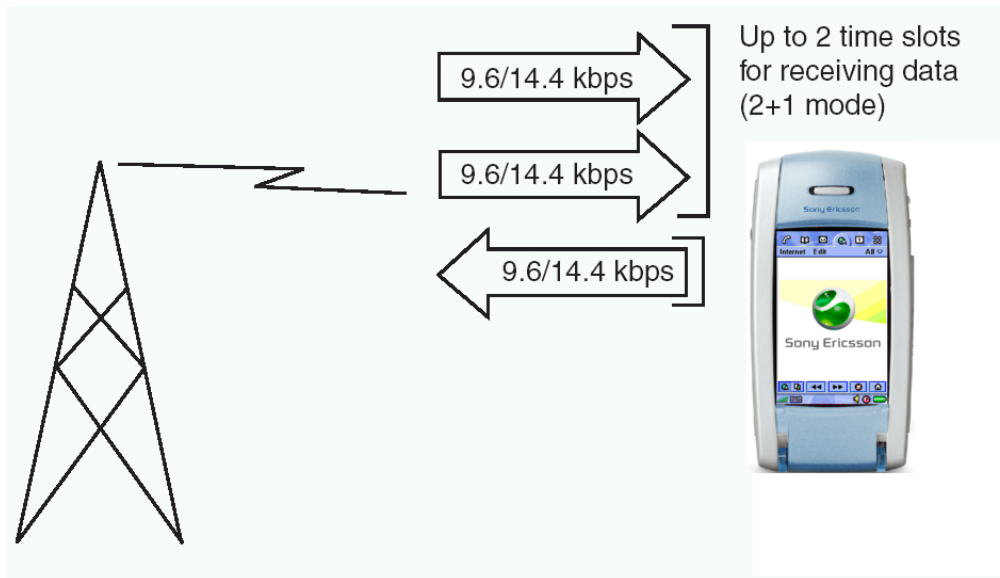 9.6/14.4 kbps
9.6/14.4 kbps
9.6/14.4 kbps
Up to 2 time slots
for receiving data
(2+1 mode)
Sony Ericsson
Internet Edit All
Sony Ericsson